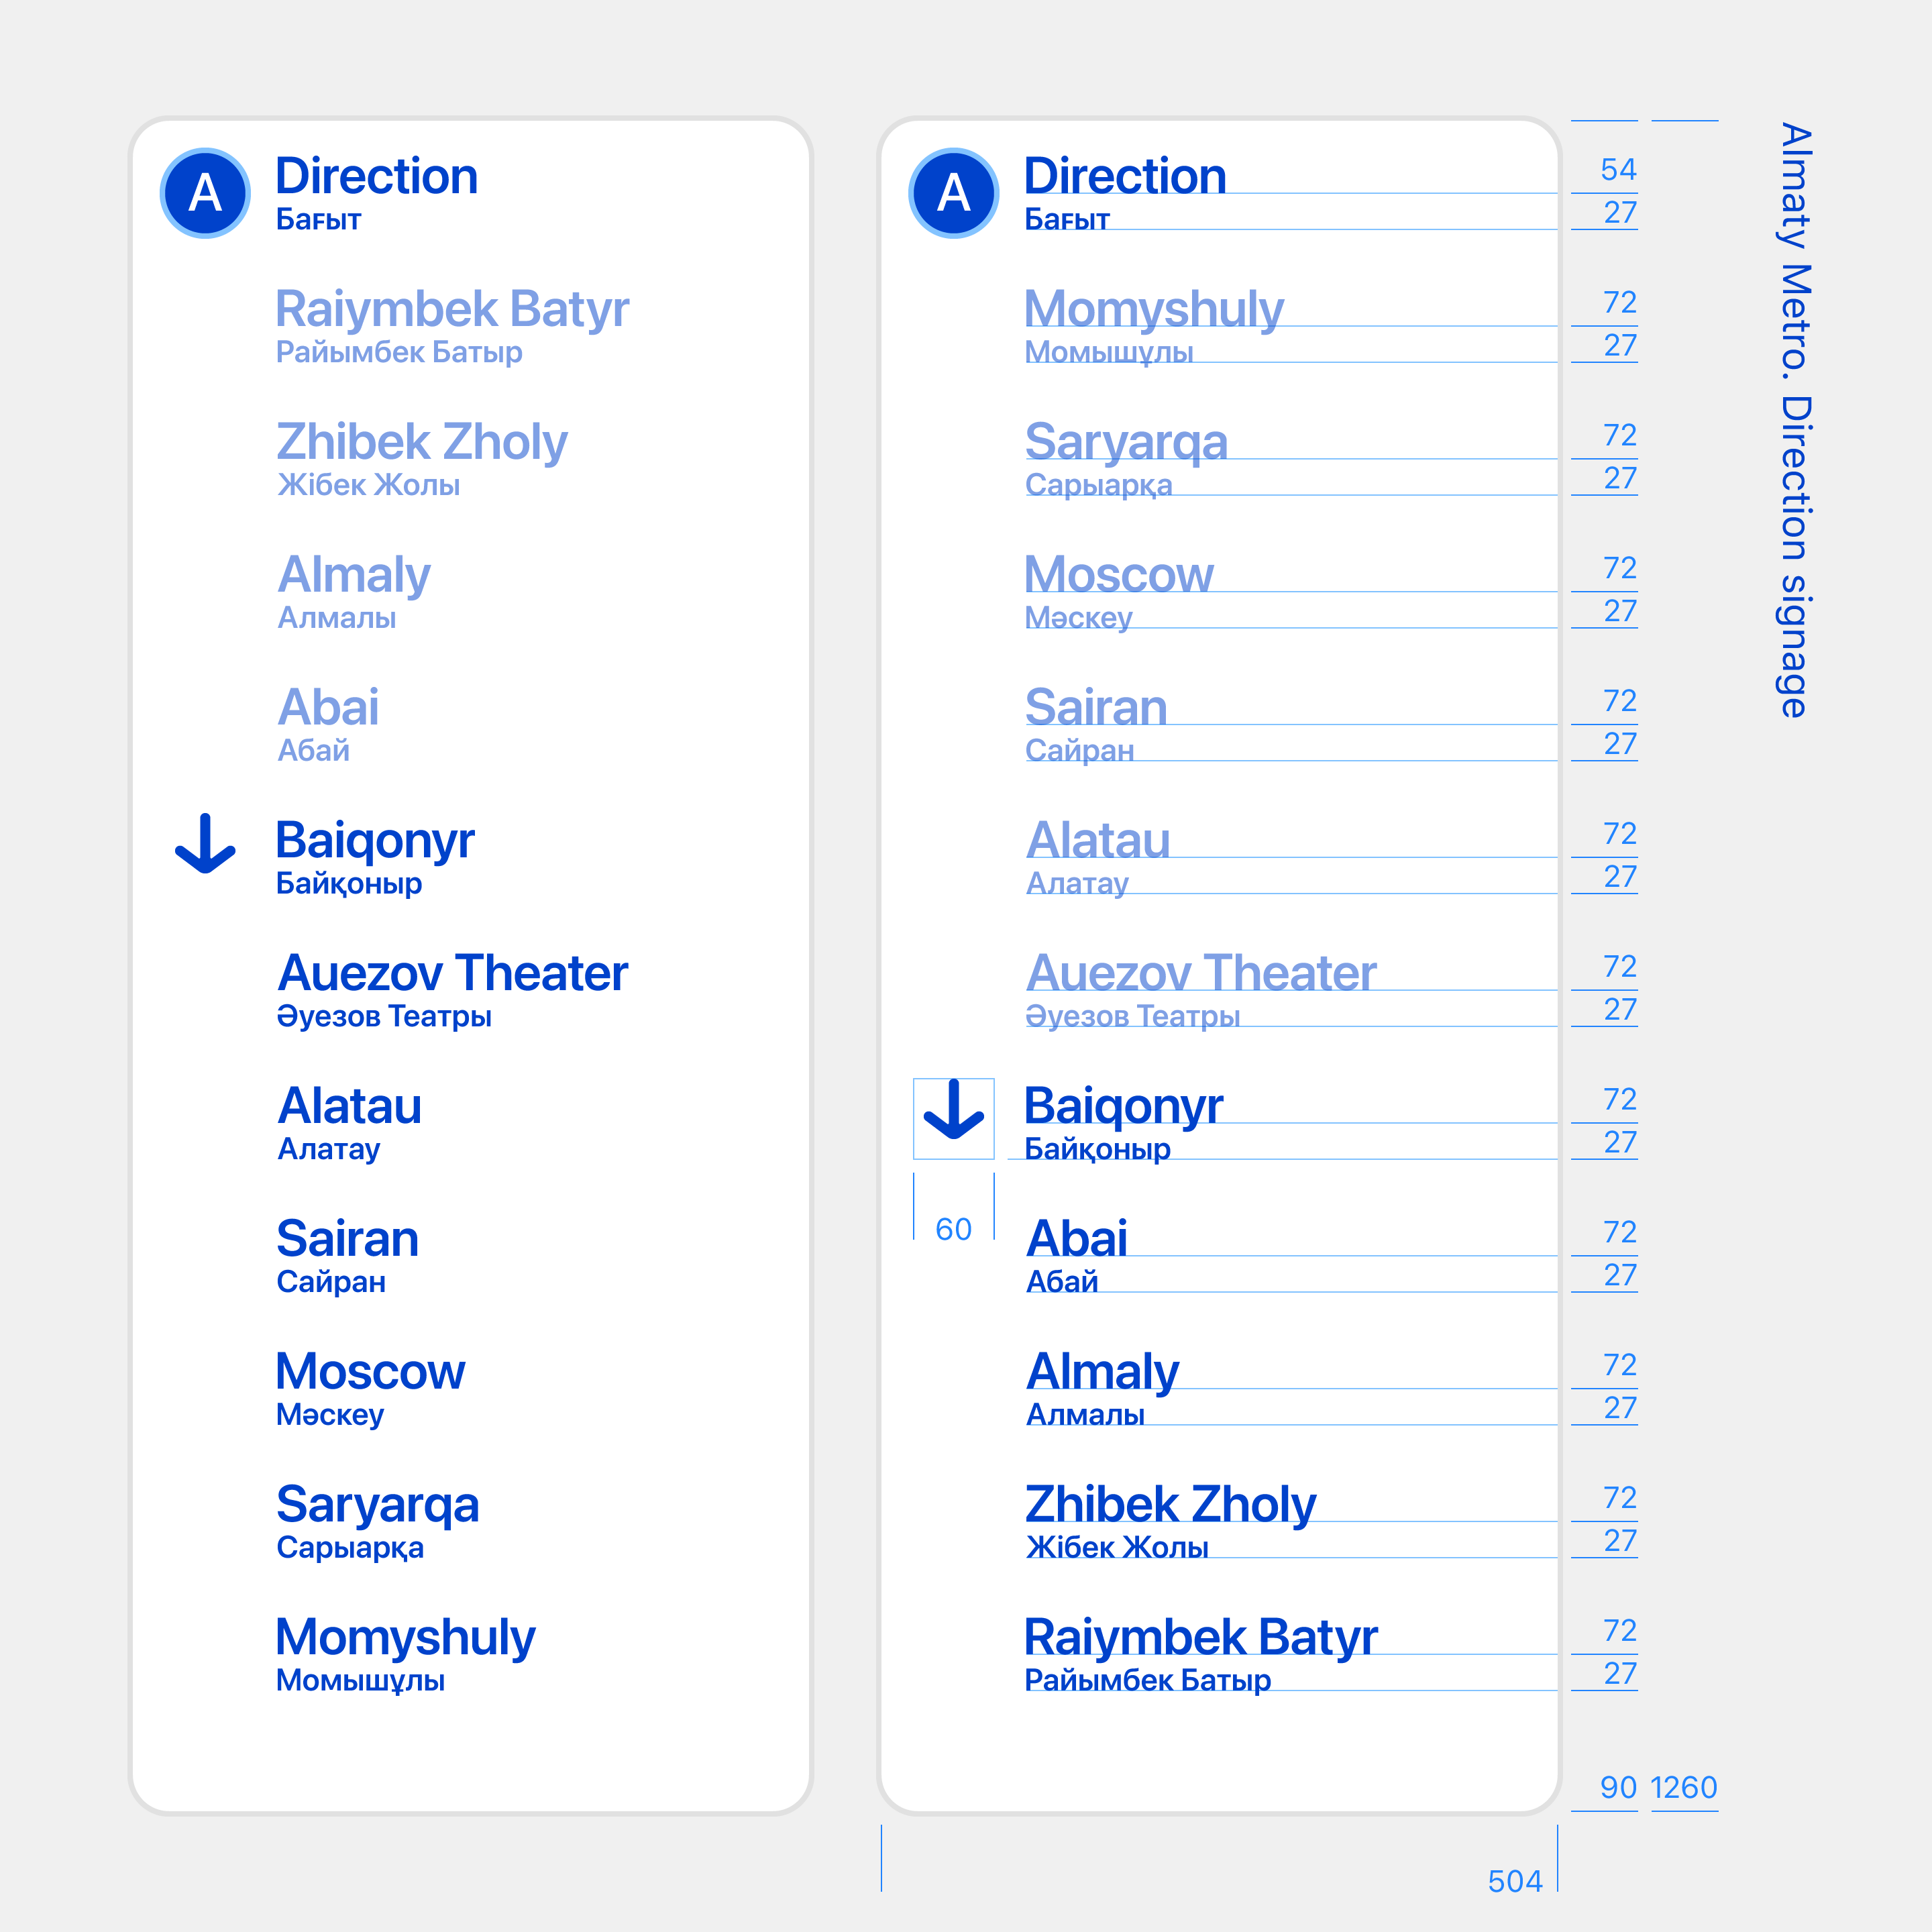 A
Direction
Бағыт
Raiymbek Batyr
Райымбек Батыр
Zhibek Zholy
Жібек Жолы
Almaly
Алмалы
Abai
Абай
Baiqonyr
Байқоныр
Auezov Theater
Әуезов Театры
Alatau
Алатау
Sairan
Сайран
Moscow
Мәскеу
Saryarqa
Сарыарқа
Momyshuly
Момышұлы
A
Direction
Бағыт
Momyshuly
Момышұлы
Saryarqa
Сарыарқа
Moscow
Мәскеу
Sairan
Сайран
Alatau
Алатау
Auezov Theater
Әуезов Театры
Baiqonyr
Байқоныр
60
Abai
Абай
Almaly
Алмалы
Zhibek Zholy
Жібек Жолы
Raiymbek Batyr
Райымбек Батыр
54
27
72
27
72
27
72
27
72
27
72
27
72
27
72
27
72
27
72
27
72
27
72
27
90
1260
504
Almaty Metro. Direction signage